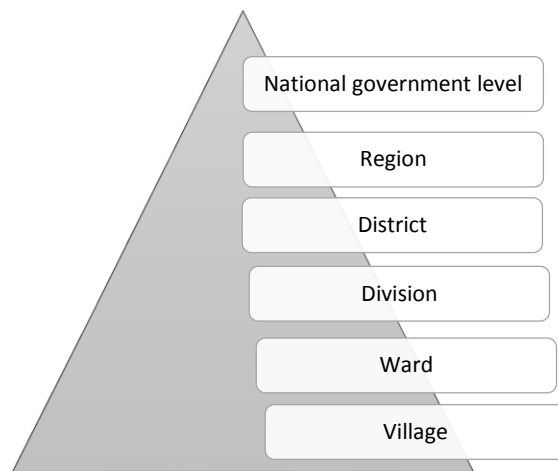 National government level
Region
District
Division
Ward
Village